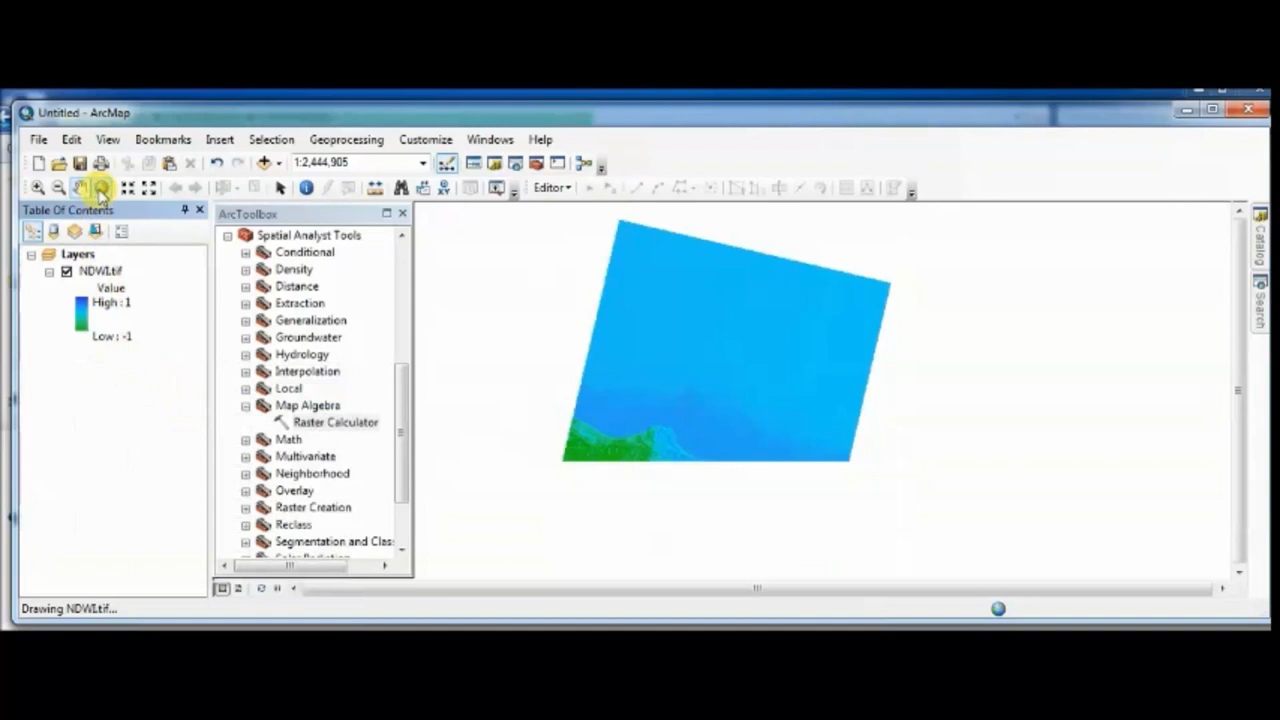 Untitled - ArcMap
File Edit View Bookmarks Insert Selection Geoprocessing Customize Windows Help
1:2,444,905
Editor
Table Of Contents
ArcToolbox
Layers
NDWI.tif
Value
High : 1
Low : -1
Spatial Analyst Tools
Conditional
Density
Distance
Extraction
Generalization
Groundwater
Hydrology
Interpolation
Local
Map Algebra
Raster Calculator
Math
Multivariate
Neighborhood
Overlay
Raster Creation
Reclass
Segmentation and Clas
Catalog
Search
Drawing NDWI.tif...